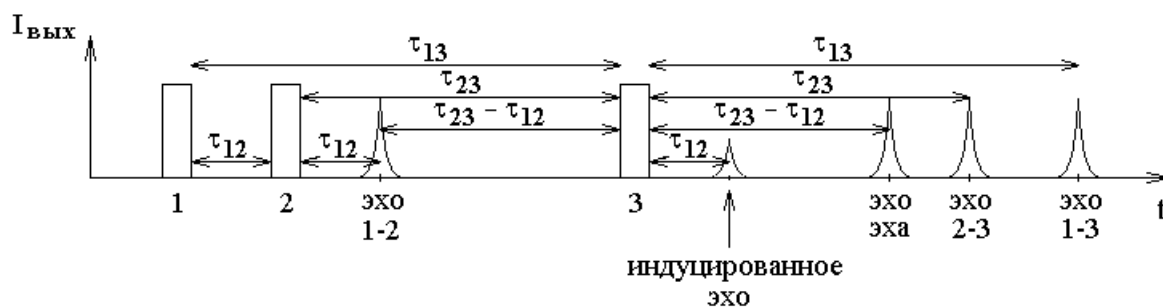 Iвых
τ13
τ13
τ23
τ23
τ23 − τ12
τ23 − τ12
τ12
τ12
τ12
1
2
эхо
1-2
3
эхо
эха
эхо
2-3
эхо
1-3
t
индуцированное
эхо